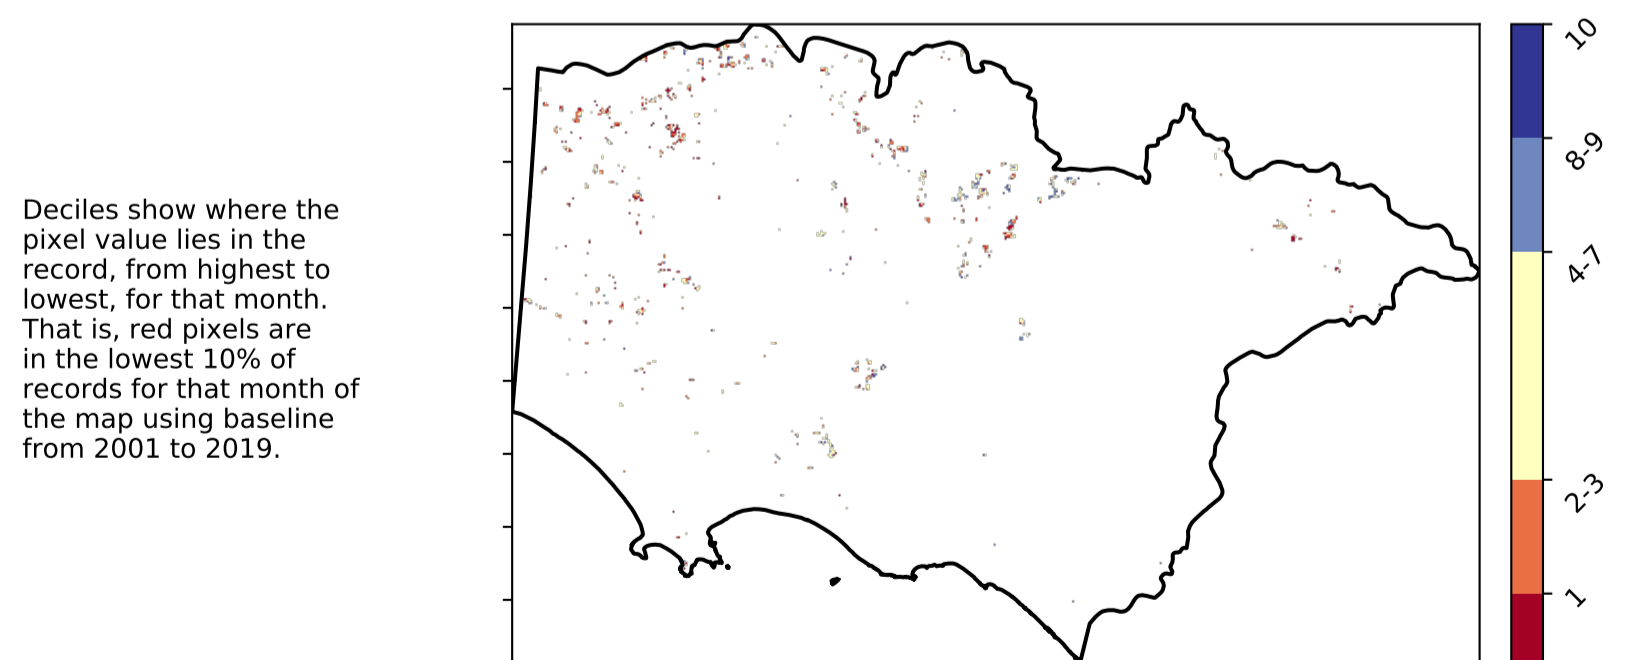 Deciles show where the
pixel value lies in the
record, from highest to
lowest, for that month.
That is, red pixels are
in the lowest 10% of
records for that month of
the map using baseline
from 2001 to 2019.
10
8-9
4-7
2-3
1